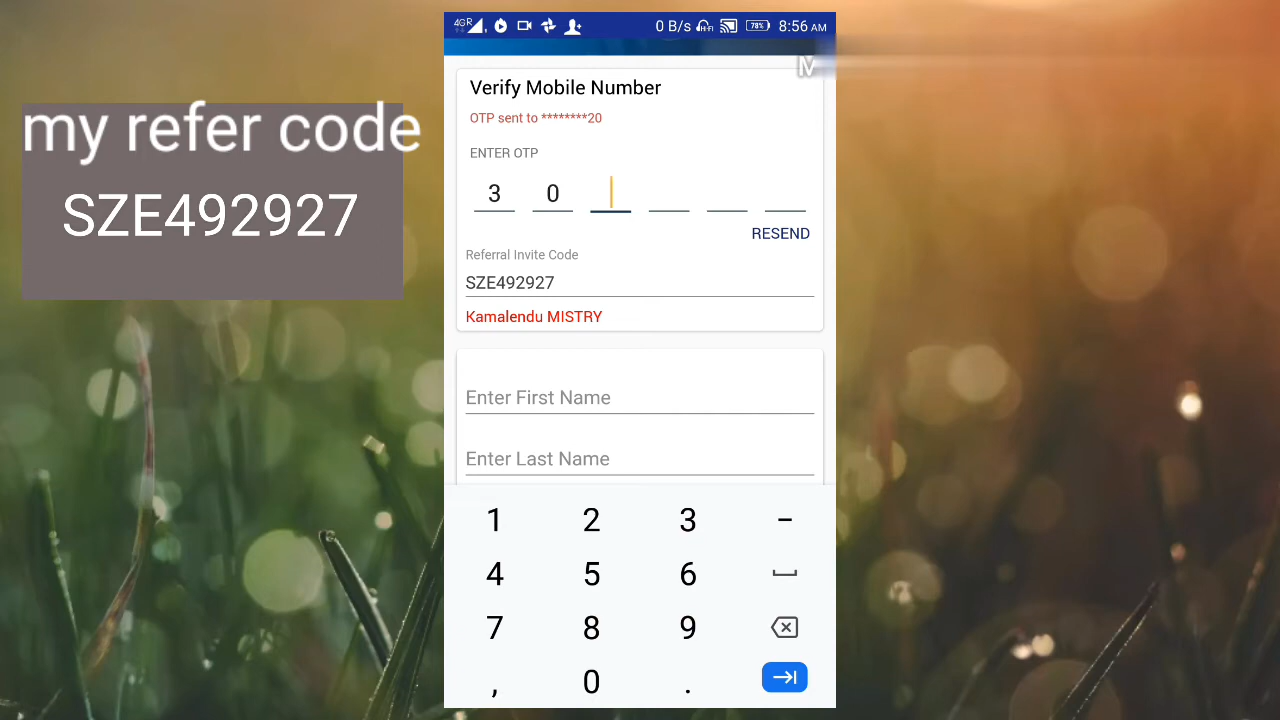 my refer code
SZE492927
4GR 0 B/s 78% 8:56 AM
M
Verify Mobile Number
OTP sent to ********20
ENTER OTP
3 0
RESEND
Referral Invite Code
SZE492927
Kamalendu MISTRY
Enter First Name
Enter Last Name
1 2 3 -
4 5 6
7 8 9
, 0 .